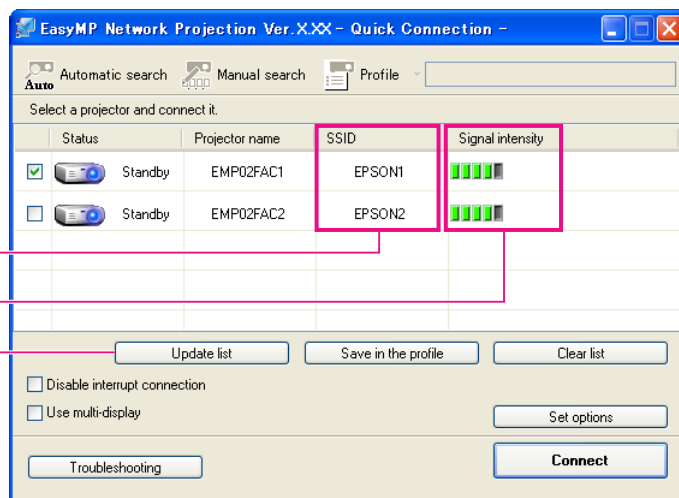 EasyMP Network Projection Ver.X.XX - Quick Connection -
Auto Automatic search Manual search Profile
Select a projector and connect it.
Status Projector name SSID Signal intensity
Standby EMP02FAC1 EPSON1
Standby EMP02FAC2 EPSON2
Update list Save in the profile Clear list
Disable interrupt connection
Use multi-display
Set options
Troubleshooting Connect